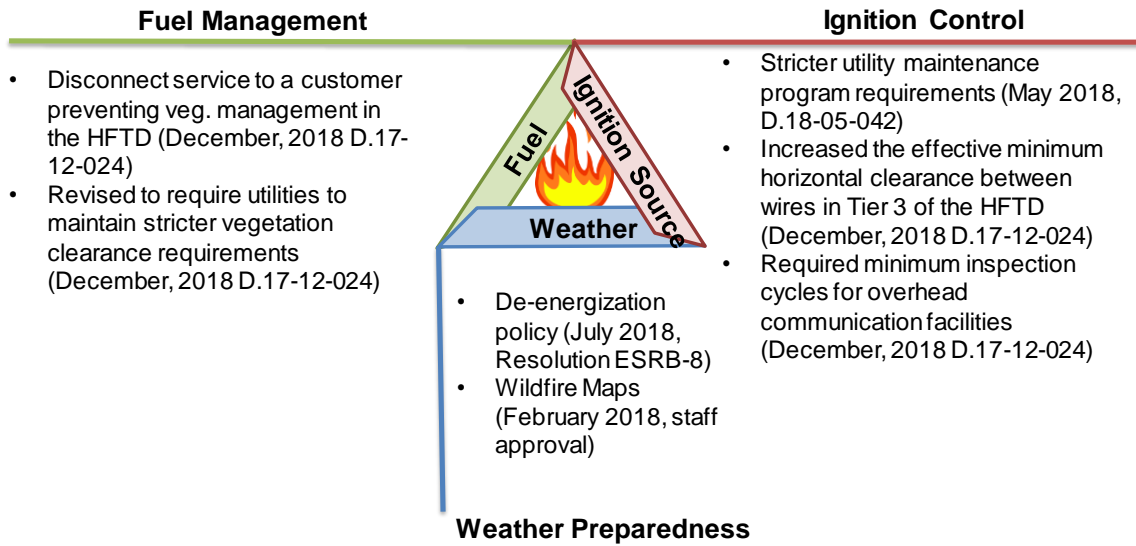 Fuel Management
• Disconnect service to a customer
preventing veg. management in
the HFTD (December, 2018 D.17-
12-024)
• Revised to require utilities to
maintain stricter vegetation
clearance requirements
(December, 2018 D.17-12-024)
Ignition Control
• Stricter utility maintenance
program requirements (May 2018,
D.18-05-042)
• Increased the effective minimum
horizontal clearance between
wires in Tier 3 of the HFTD
(December, 2018 D.17-12-024)
• Required minimum inspection
cycles for overhead
communication facilities
(December, 2018 D.17-12-024)
Fuel
Ignition Source
Weather
• De-energization
policy (July 2018,
Resolution ESRB-8)
• Wildfire Maps
(February 2018, staff
approval)
Weather Preparedness